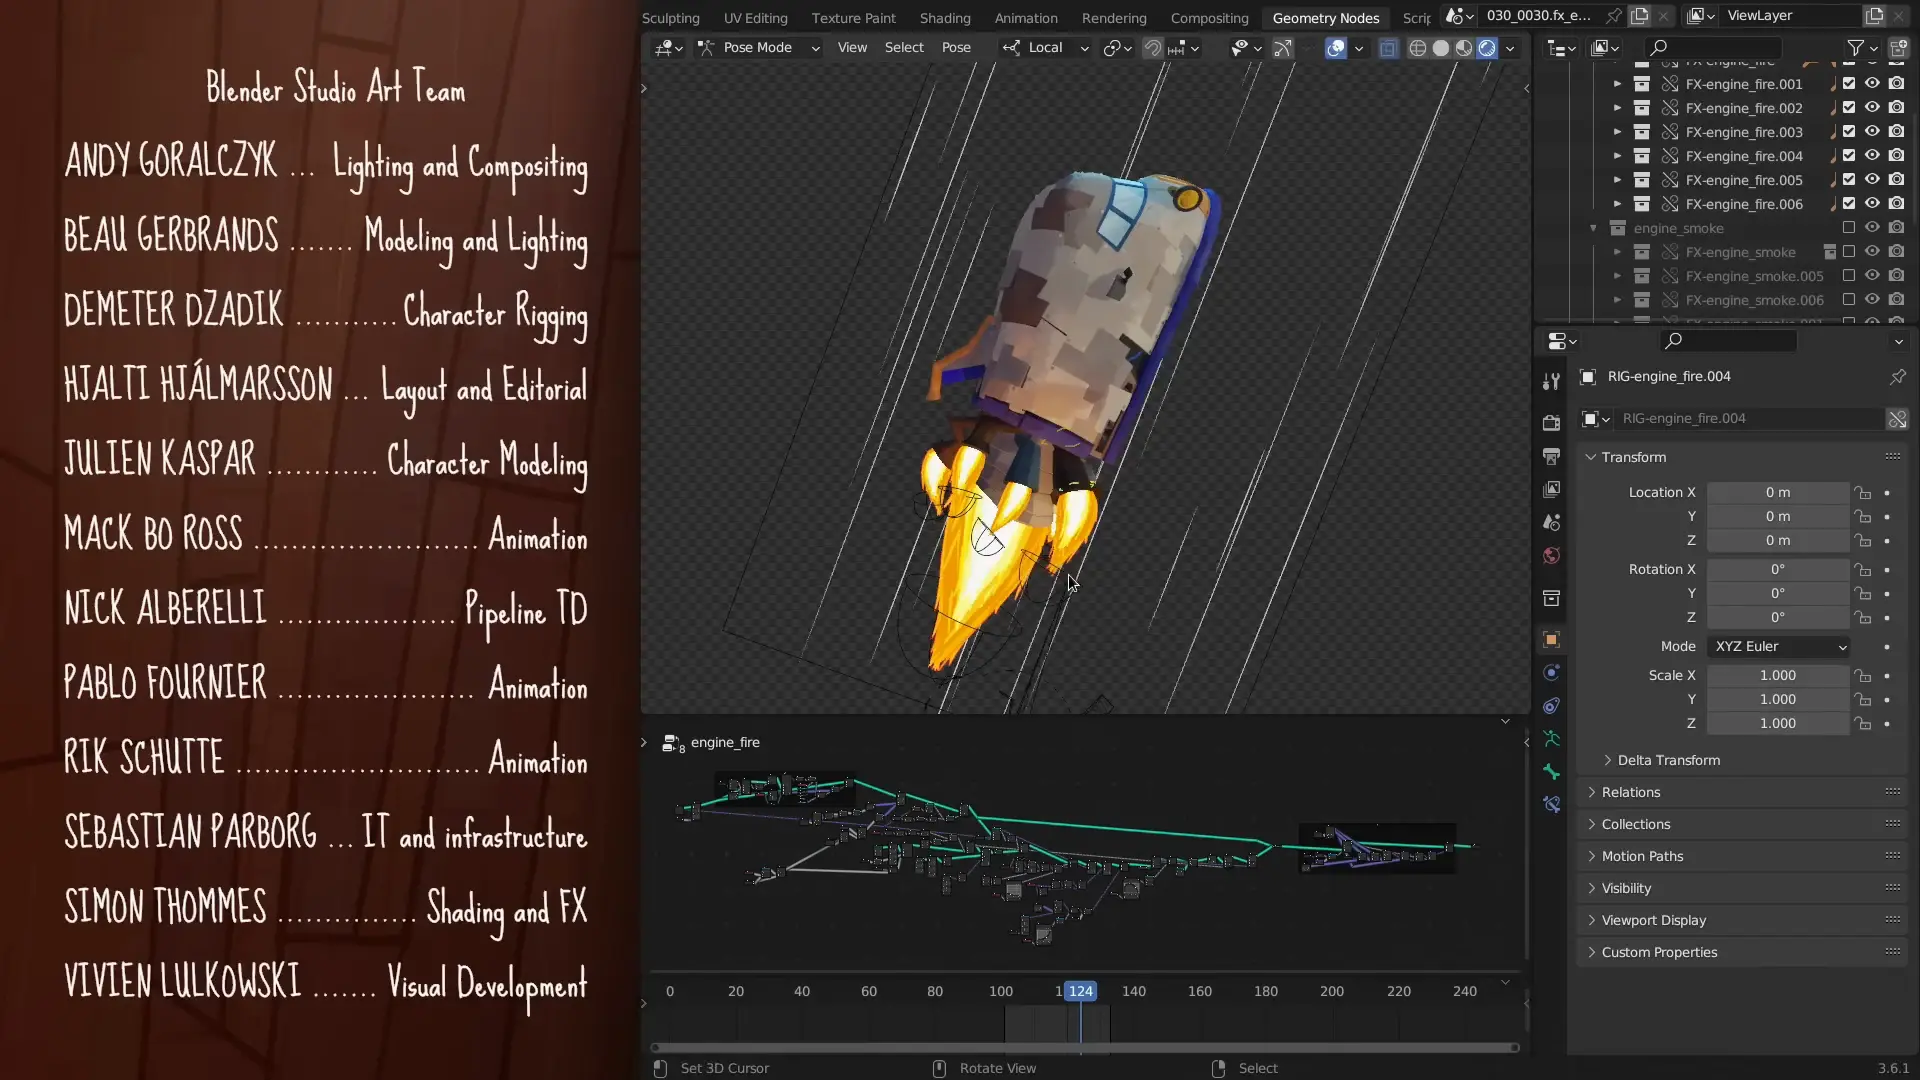 Blender Studio Art Team
ANDY GORALCZYK ... Lighting and Compositing
BEAU GERBRANDS ....... Modeling and Lighting
DEMETER DZADIK ........... Character Rigging
HJALTI HJÁLMARSSON ... Layout and Editorial
JULIEN KASPAR ............ Character Modeling
MACK BO ROSS ......................... Animation
NICK ALBERELLI .................... Pipeline TD
PABLO FOURNIER ...................... Animation
RIK SCHUTTE ........................... Animation
SEBASTIAN PARBORG ... IT and infrastructure
SIMON THOMMES ............... Shading and FX
VIVIEN LULKOWSKI ....... Visual Development
Sculpting UV Editing Texture Paint Shading Animation Rendering Compositing Geometry Nodes Scrip
030_0030.fx_e... ViewLayer
Pose Mode View Select Pose Local
FX-engine_fire
FX-engine_fire.001
FX-engine_fire.002
FX-engine_fire.003
FX-engine_fire.004
FX-engine_fire.005
FX-engine_fire.006
engine_smoke
FX-engine_smoke
FX-engine_smoke.005
FX-engine_smoke.006
RIG-engine_fire.004
RIG-engine_fire.004
Transform
Location X 0 m
Y 0 m
Z 0 m
Rotation X 0°
Y 0°
Z 0°
Mode XYZ Euler
Scale X 1.000
Y 1.000
Z 1.000
Delta Transform
Relations
Collections
Motion Paths
Visibility
Viewport Display
Custom Properties
8 engine_fire
0 20 40 60 80 100 124 140 160 180 200 220 240
Set 3D Cursor Rotate View Select 3.6.1